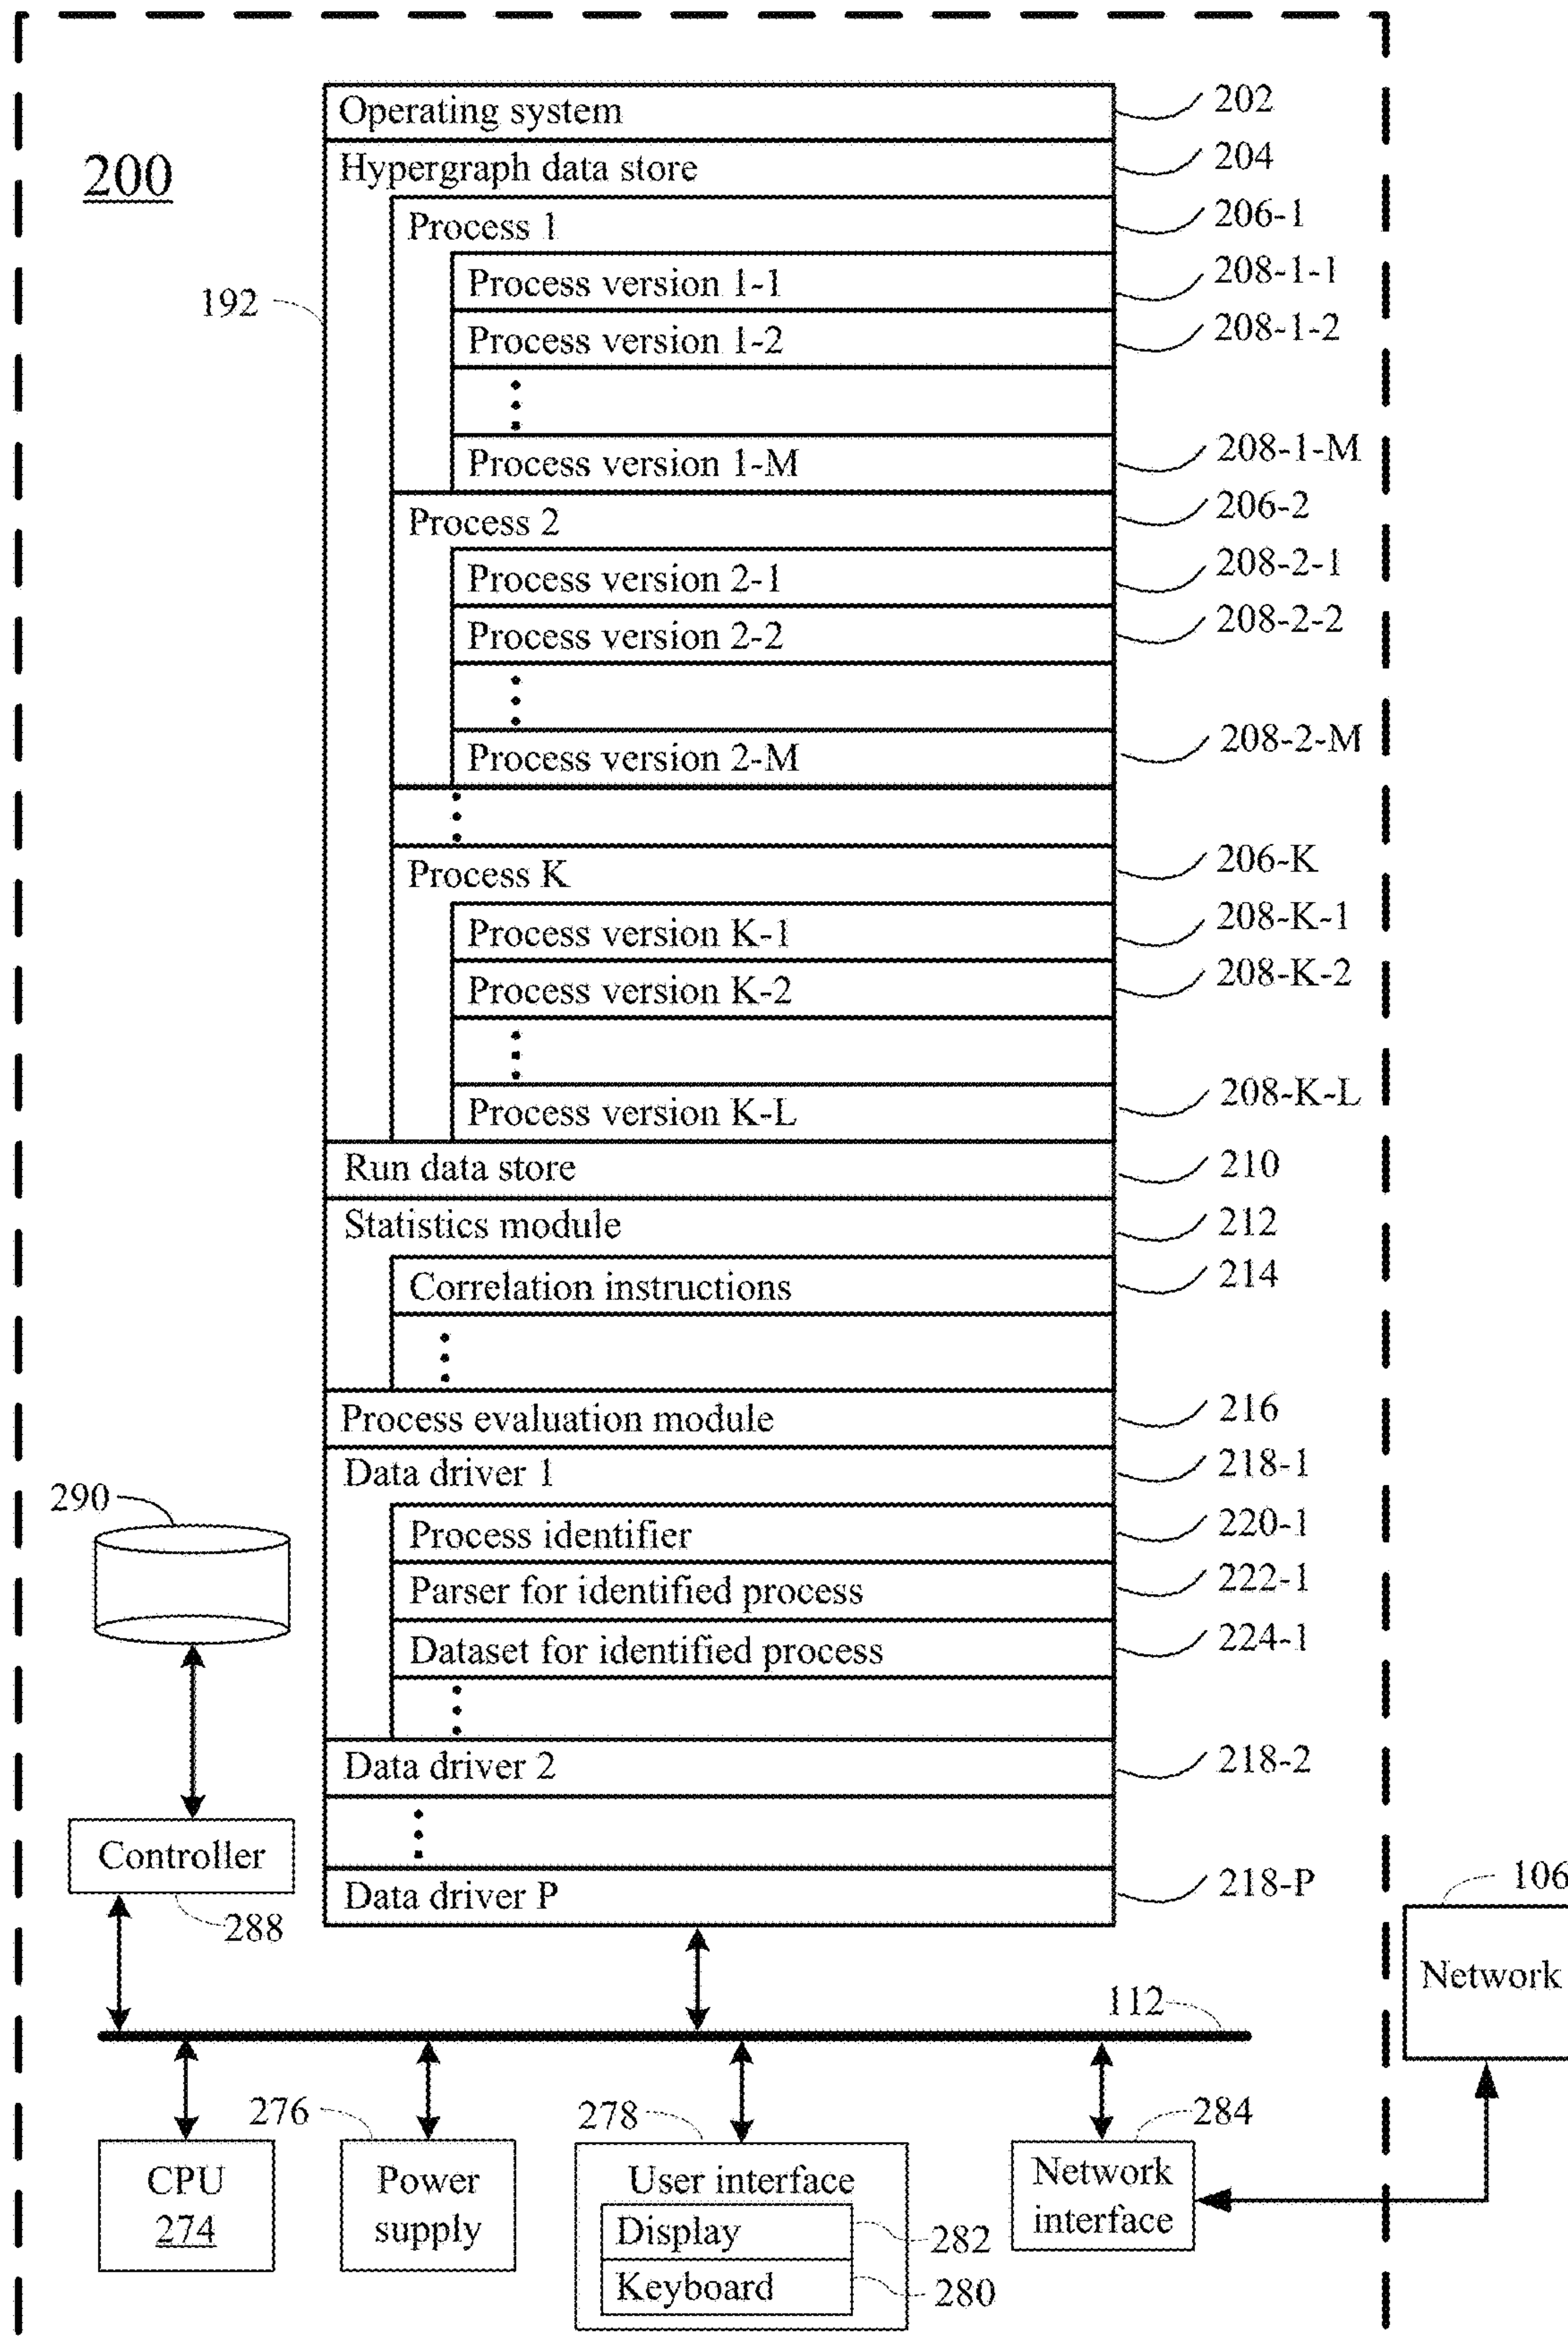 Operating system 202
200
Hypergraph data store 204
Process 1 206-1
Process version 1-1 208-1-1
192
Process version 1-2 208-1-2
Process version 1-M 208-1-M
Process 2 206-2
Process version 2-1 208-2-1
Process version 2-2 208-2-2
Process version 2-M 208-2-M
Process K 206-K
Process version K-1 208-K-1
Process version K-2 208-K-2
Process version K-L 208-K-L
Run data store 210
Statistics module 212
Correlation instructions 214
Process evaluation module 216
Data driver 1 218-1
290
Process identifier 220-1
Parser for identified process 222-1
Dataset for identified process 224-1
Data driver 2 218-2
Controller
288
Data driver P 218-P
106
Network
112
276 278 284
CPU
274
Power
supply
User interface
Display 282
Keyboard 280
Network
interface